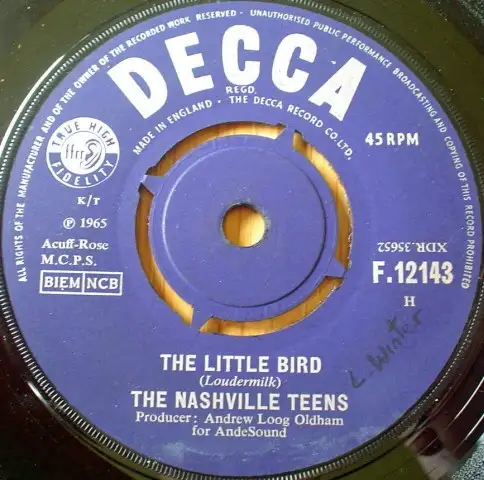 ALL RIGHTS OF THE MANUFACTURER AND OF THE OWNER OF THE RECORDED WORK RESERVED - UNAUTHORISED PUBLIC PERFORMANCE BROADCASTING AND COPYING OF THIS RECORD PROHIBITED
DECCA
REGD.
MADE IN ENGLAND · THE DECCA RECORD CO. LTD.
TRUE HIGH
ffrr
FIDELITY
45 RPM
K/T
℗ 1965
Acuff-Rose
M.C.P.S.
BIEM NCB
XDR.35652
F.12143
H
L. Winter
THE LITTLE BIRD
(Loudermilk)
THE NASHVILLE TEENS
Producer: Andrew Loog Oldham
for AndeSound